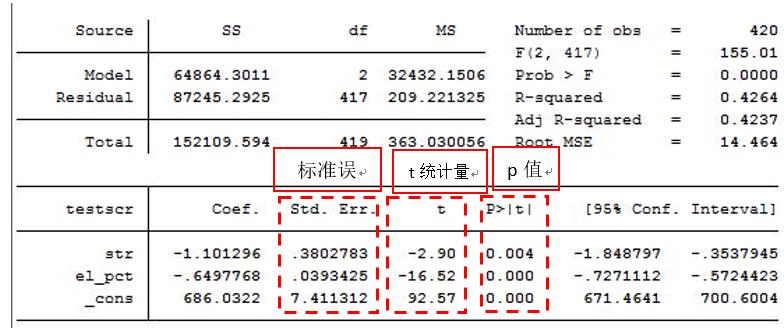 Source SS df MS Number of obs = 420
F(2, 417) = 155.01
Model 64864.3011 2 32432.1506 Prob > F = 0.0000
Residual 87245.2925 417 209.221325 R-squared = 0.4264
Adj R-squared = 0.4237
Total 152109.594 419 363.030056 Root MSE = 14.464
标准误 t 统计量 p 值
testscr Coef. Std. Err. t P>|t| [95% Conf. Interval]
str -1.101296 .3802783 -2.90 0.004 -1.848797 -.3537945
el_pct -.6497768 .0393425 -16.52 0.000 -.7271112 -.5724423
_cons 686.0322 7.411312 92.57 0.000 671.4641 700.6004